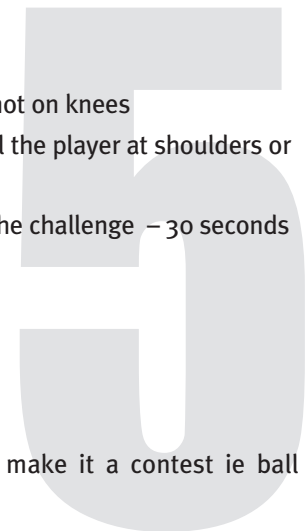 not on knees
l the player at shoulders or
he challenge – 30 seconds
make it a contest ie ball
5